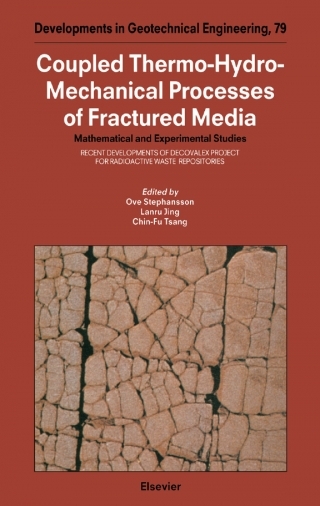 Developments in Geotechnical Engineering, 79
Coupled Thermo-Hydro-
Mechanical Processes
of Fractured Media
Mathematical and Experimental Studies
RECENT DEVELOPMENTS OF DECOVALEX PROJECT
FOR RADIOACTIVE WASTE REPOSITORIES
Edited by
Ove Stephansson
Lanru Jing
Chin-Fu Tsang
Elsevier